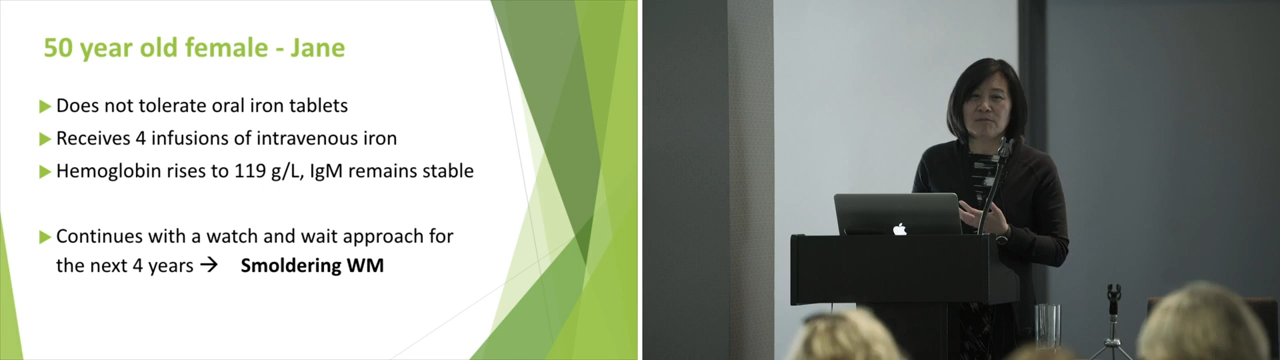 50 year old female - Jane
Does not tolerate oral iron tablets
Receives 4 infusions of intravenous iron
Hemoglobin rises to 119 g/L, IgM remains stable
Continues with a watch and wait approach for
the next 4 years → Smoldering WM